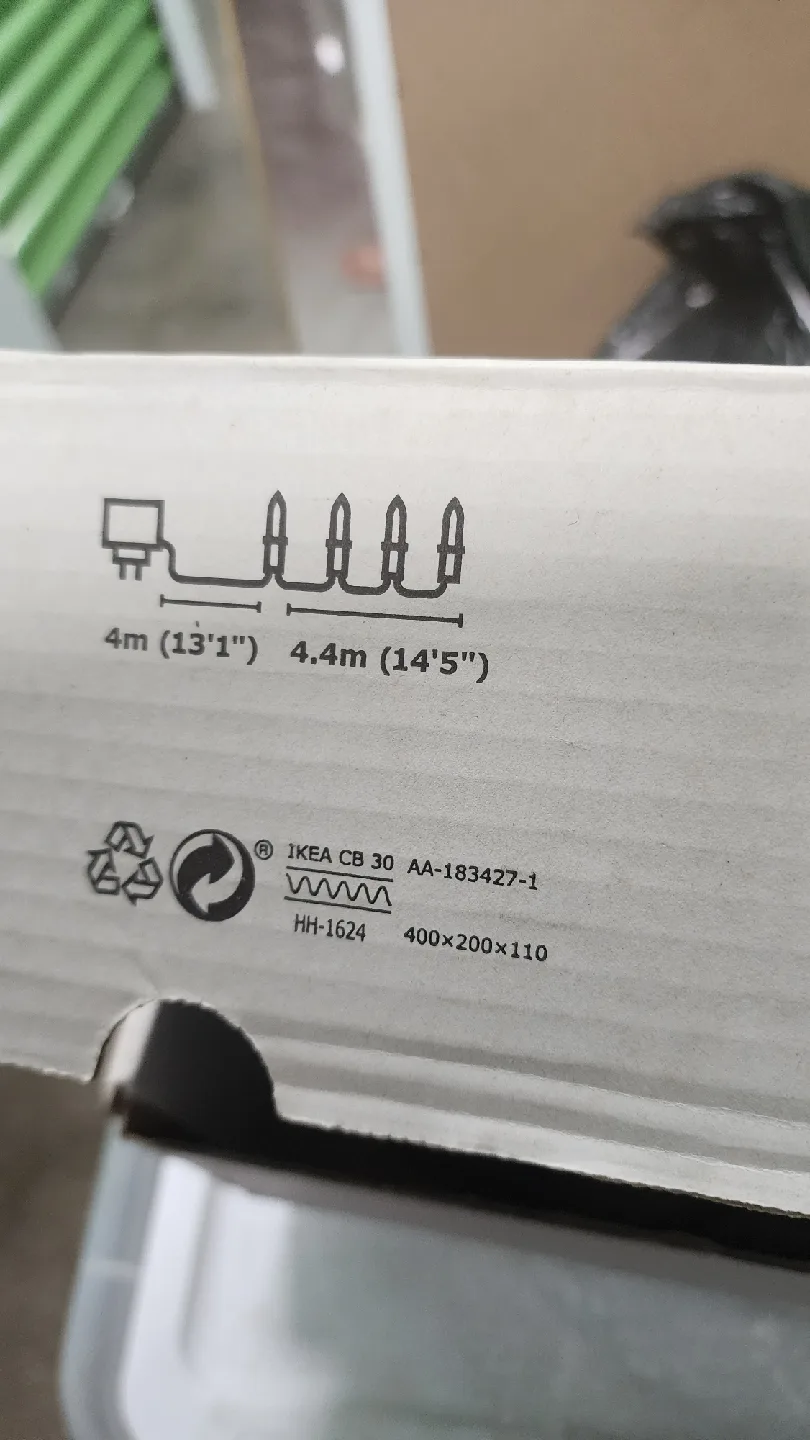 4m (13'1") 4.4m (14'5")
® IKEA CB 30 AA-183427-1
HH-1624 400×200×110